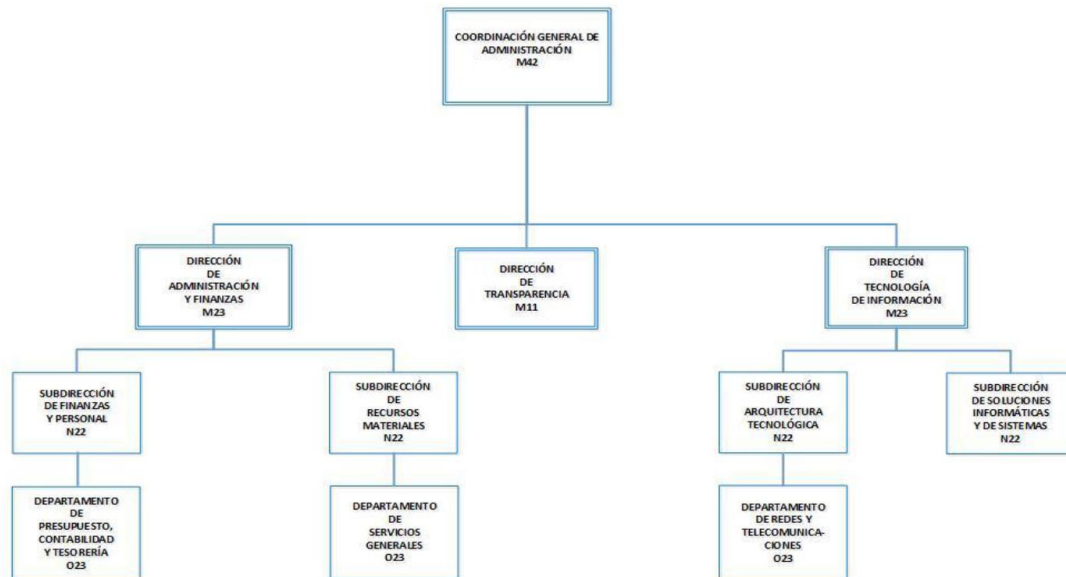 COORDINACIÓN GENERAL DE
ADMINISTRACIÓN
M42
DIRECCIÓN
DE
ADMINISTRACIÓN
Y FINANZAS
M23
DIRECCIÓN
DE
TRANSPARENCIA
M11
DIRECCIÓN
DE
TECNOLOGÍA
DE INFORMACIÓN
M23
SUBDIRECCIÓN
DE FINANZAS
Y PERSONAL
N22
SUBDIRECCIÓN
DE
RECURSOS
MATERIALES
N22
SUBDIRECCIÓN
DE
ARQUITECTURA
TECNOLÓGICA
N22
SUBDIRECCIÓN
DE SOLUCIONES
INFORMÁTICAS
Y DE SISTEMAS
N22
DEPARTAMENTO
DE
PRESUPUESTO,
CONTABILIDAD
Y TESORERÍA
O23
DEPARTAMENTO
DE
SERVICIOS
GENERALES
O23
DEPARTAMENTO
DE REDES Y
TELECOMUNICA-
CIONES
O23